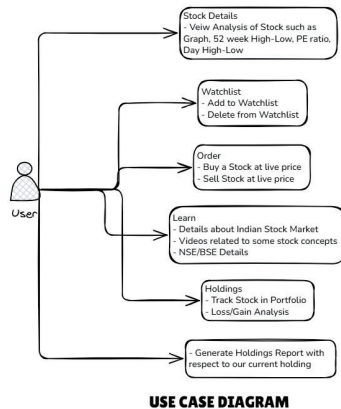 Stock Details
- Veiw Analysis of Stock such as
Graph, 52 week High-Low, PE ratio,
Day High-Low
Watchlist
- Add to Watchlist
- Delete from Watchlist
Order
- Buy a Stock at live price
- Sell Stock at live price
User
Learn
- Details about Indian Stock Market
- Videos related to some stock concepts
- NSE/BSE Details
Holdings
- Track Stock in Portfolio
- Loss/Gain Analysis
- Generate Holdings Report with
respect to our current holding
USE CASE DIAGRAM